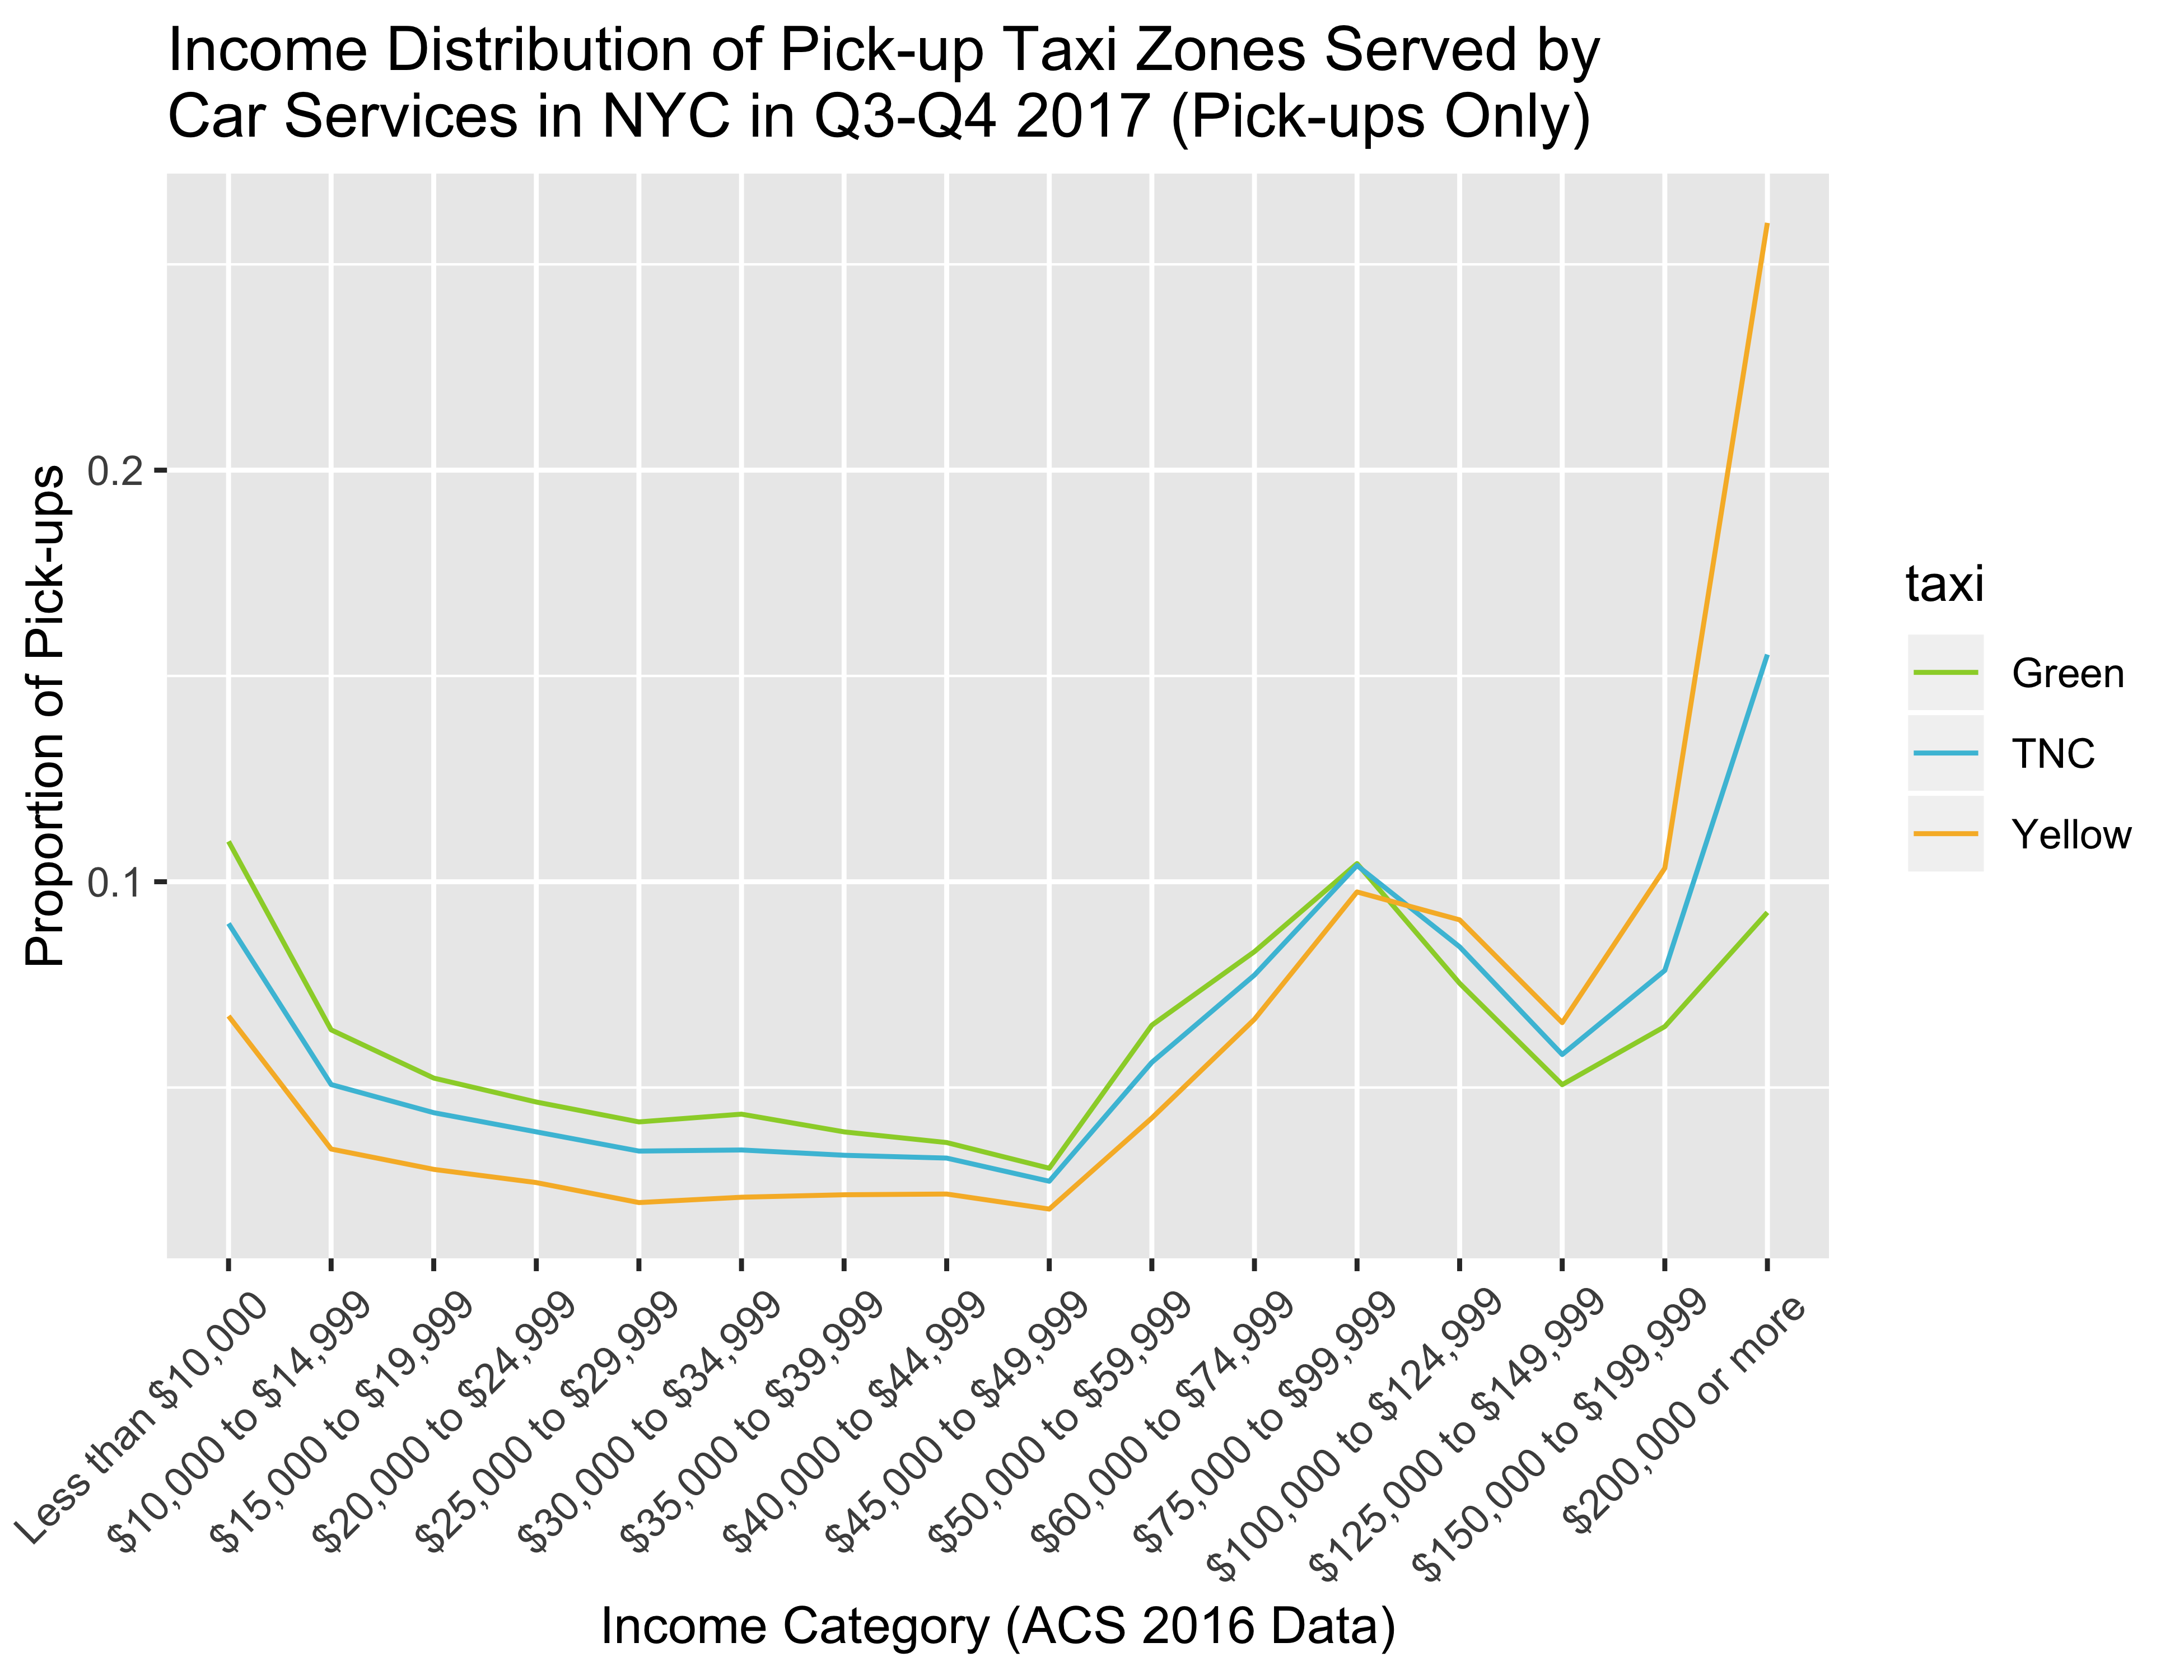 Income Distribution of Pick-up Taxi Zones Served by
Car Services in NYC in Q3-Q4 2017 (Pick-ups Only)
Proportion of Pick-ups
0.2
0.1
taxi
Green
TNC
Yellow
Less than $10,000
$10,000 to $14,999
$15,000 to $19,999
$20,000 to $24,999
$25,000 to $29,999
$30,000 to $34,999
$35,000 to $39,999
$40,000 to $44,999
$45,000 to $49,999
$50,000 to $59,999
$60,000 to $74,999
$75,000 to $99,999
$100,000 to $124,999
$125,000 to $149,999
$150,000 to $199,999
$200,000 or more
Income Category (ACS 2016 Data)